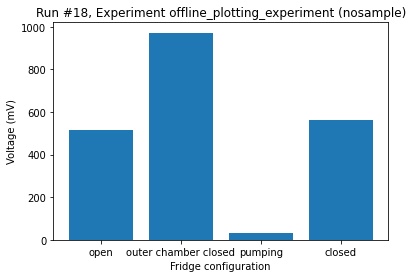 Run #18, Experiment offline_plotting_experiment (nosample)
1000
800
600
400
200
0
Voltage (mV)
open outer chamber closed pumping closed
Fridge configuration